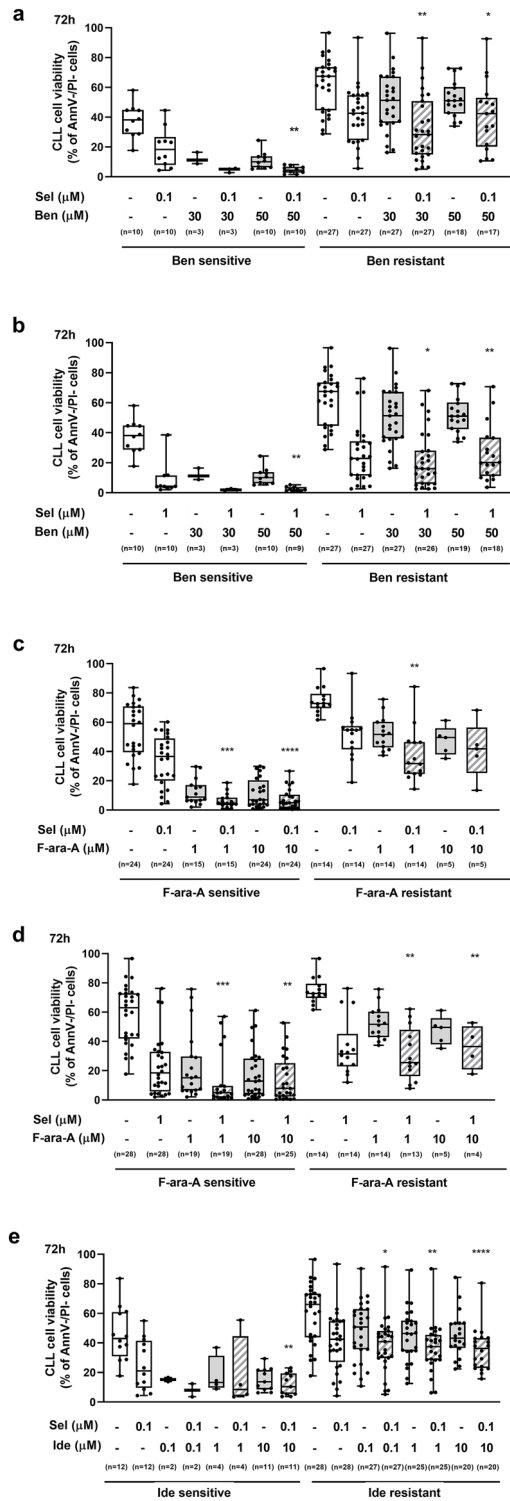 a
72h
CLL cell viability
(% of AnnV-/PI- cells)
100
80
60
40
20
0
**
**
*
Sel (μM) - 0.1 - 0.1 - 0.1 - 0.1 - 0.1 - 0.1
Ben (μM) - - 30 30 50 50 - - 30 30 50 50
(n=10) (n=10) (n=3) (n=3) (n=10) (n=10) (n=27) (n=27) (n=27) (n=27) (n=18) (n=17)
Ben sensitive Ben resistant
b
72h
CLL cell viability
(% of AnnV-/PI- cells)
100
80
60
40
20
0
**
*
**
Sel (μM) - 1 - 1 - 1 - 1 - 1 - 1
Ben (μM) - - 30 30 50 50 - - 30 30 50 50
(n=10) (n=10) (n=3) (n=3) (n=10) (n=9) (n=27) (n=27) (n=27) (n=26) (n=19) (n=18)
Ben sensitive Ben resistant
c
72h
CLL cell viability
(% of AnnV-/PI- cells)
100
80
60
40
20
0
***
****
**
Sel (μM) - 0.1 - 0.1 - 0.1 - 0.1 - 0.1 - 0.1
F-ara-A (μM) - - 1 1 10 10 - - 1 1 10 10
(n=24) (n=24) (n=15) (n=15) (n=24) (n=24) (n=14) (n=14) (n=14) (n=14) (n=5) (n=5)
F-ara-A sensitive F-ara-A resistant
d
72h
CLL cell viability
(% of AnnV-/PI- cells)
100
80
60
40
20
0
***
**
**
**
Sel (μM) - 1 - 1 - 1 - 1 - 1 - 1
F-ara-A (μM) - - 1 1 10 10 - - 1 1 10 10
(n=28) (n=28) (n=19) (n=19) (n=28) (n=25) (n=14) (n=14) (n=14) (n=13) (n=5) (n=4)
F-ara-A sensitive F-ara-A resistant
e
72h
CLL cell viability
(% of AnnV-/PI- cells)
100
80
60
40
20
0
**
*
**
****
Sel (μM) - 0.1 - 0.1 - 0.1 - 0.1 - 0.1 - 0.1 - 0.1 - 0.1
Ide (μM) - - 0.1 0.1 1 1 10 10 - - 0.1 0.1 1 1 10 10
(n=12) (n=12) (n=2) (n=2) (n=4) (n=4) (n=11) (n=11) (n=28) (n=28) (n=27) (n=27) (n=25) (n=25) (n=20) (n=20)
Ide sensitive Ide resistant